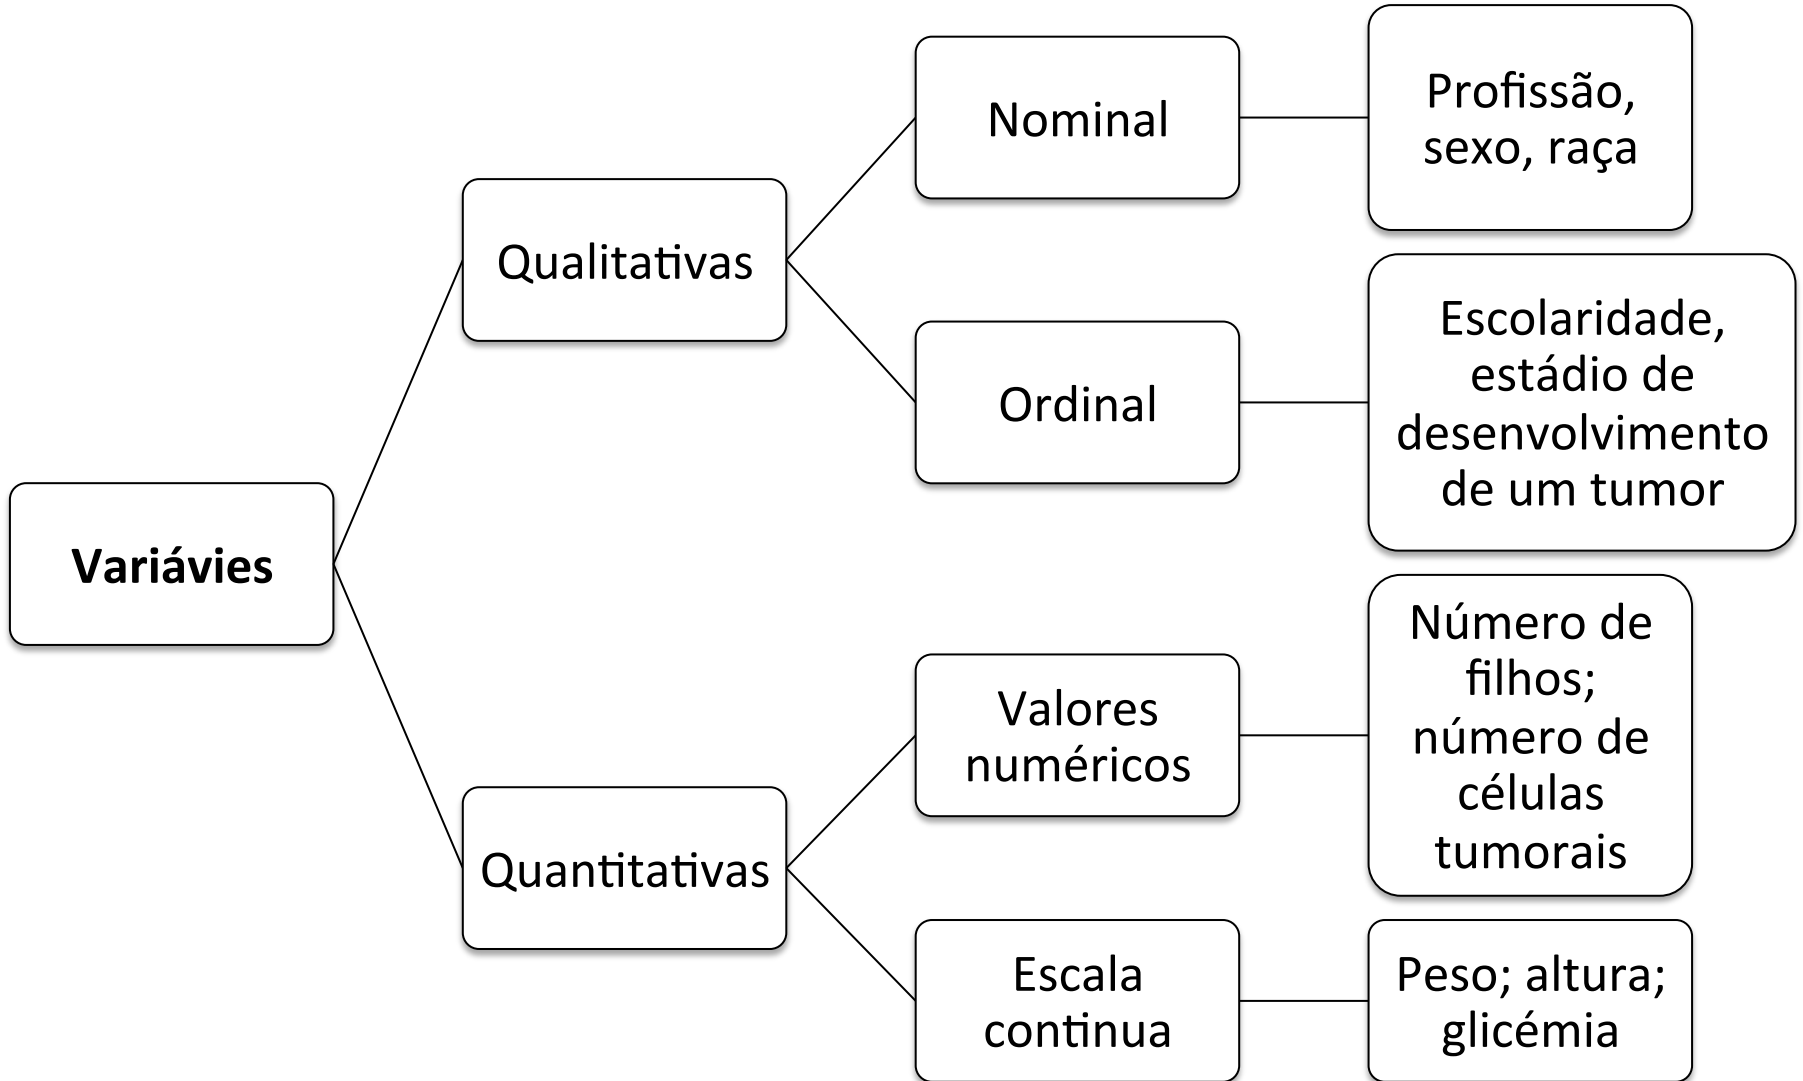 Variávies
Qualitativas
Nominal
Profissão,
sexo, raça
Ordinal
Escolaridade,
estádio de
desenvolvimento
de um tumor
Quantitativas
Valores
numéricos
Número de
filhos;
número de
células
tumorais
Escala
continua
Peso; altura;
glicémia